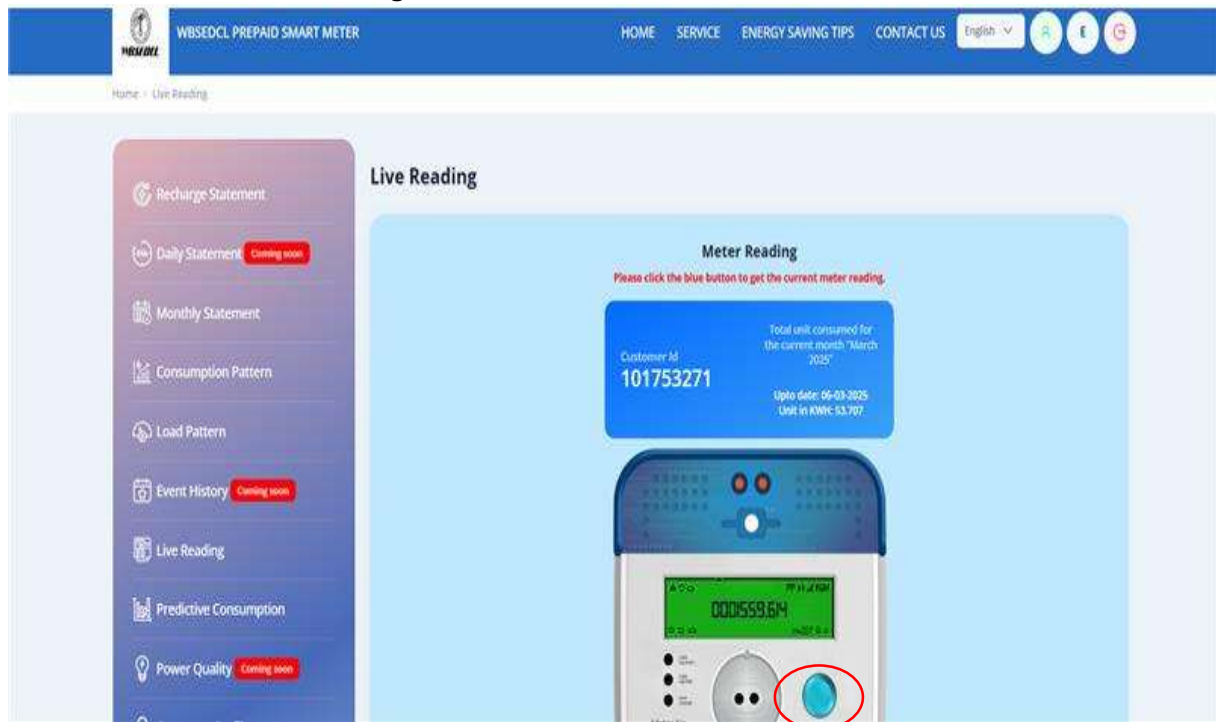 WBSEDCL
WBSEDCL PREPAID SMART METER
HOME SERVICE ENERGY SAVING TIPS CONTACT US English E
Home > Live Reading
Recharge Statement
Daily Statement Coming soon
Monthly Statement
Consumption Pattern
Load Pattern
Event History Coming soon
Live Reading
Predictive Consumption
Power Quality Coming soon
Live Reading
Meter Reading
Please click the blue button to get the current meter reading.
Customer Id
101753271
Total unit consumed for
the current month "March
2025"
Upto date: 06-03-2025
Unit in KWH: 53.707
0001559.614